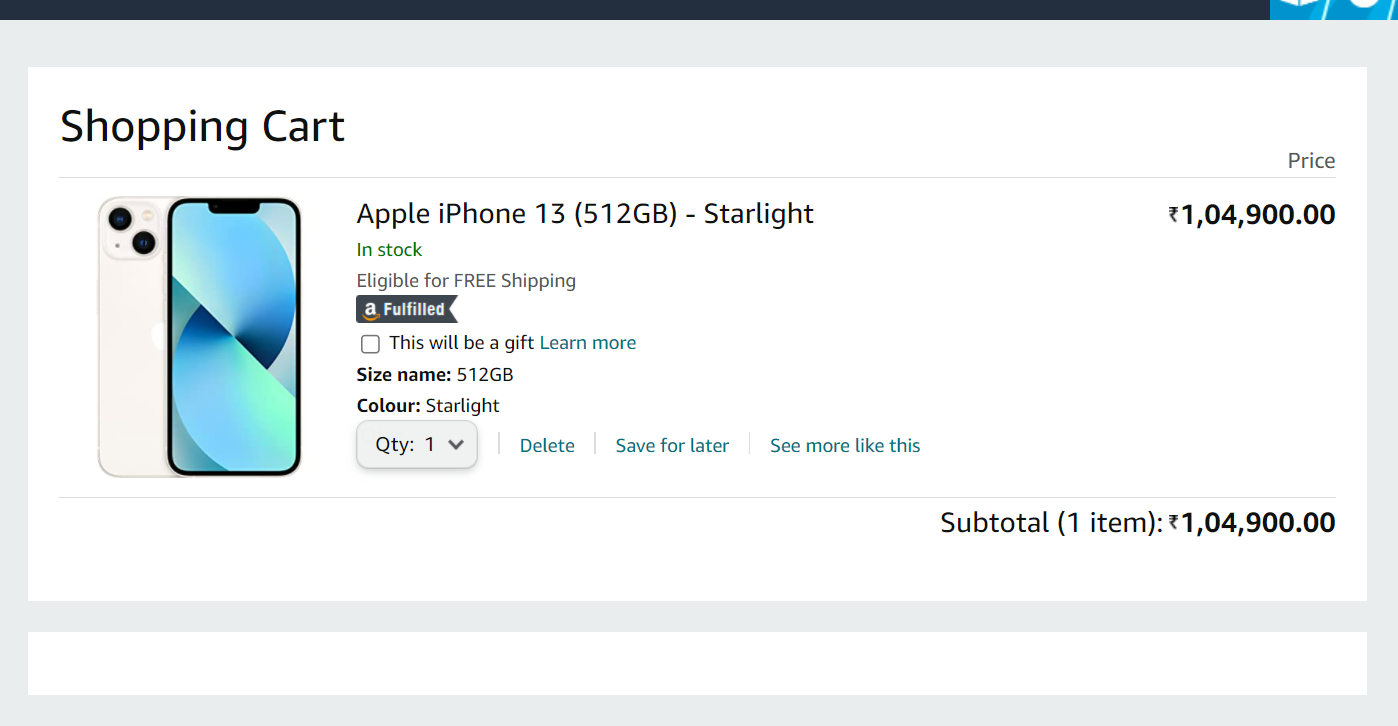 Shopping Cart
Price
Apple iPhone 13 (512GB) - Starlight
₹1,04,900.00
In stock
Eligible for FREE Shipping
a Fulfilled
This will be a gift Learn more
Size name: 512GB
Colour: Starlight
Qty: 1
Delete
Save for later
See more like this
Subtotal (1 item): ₹1,04,900.00